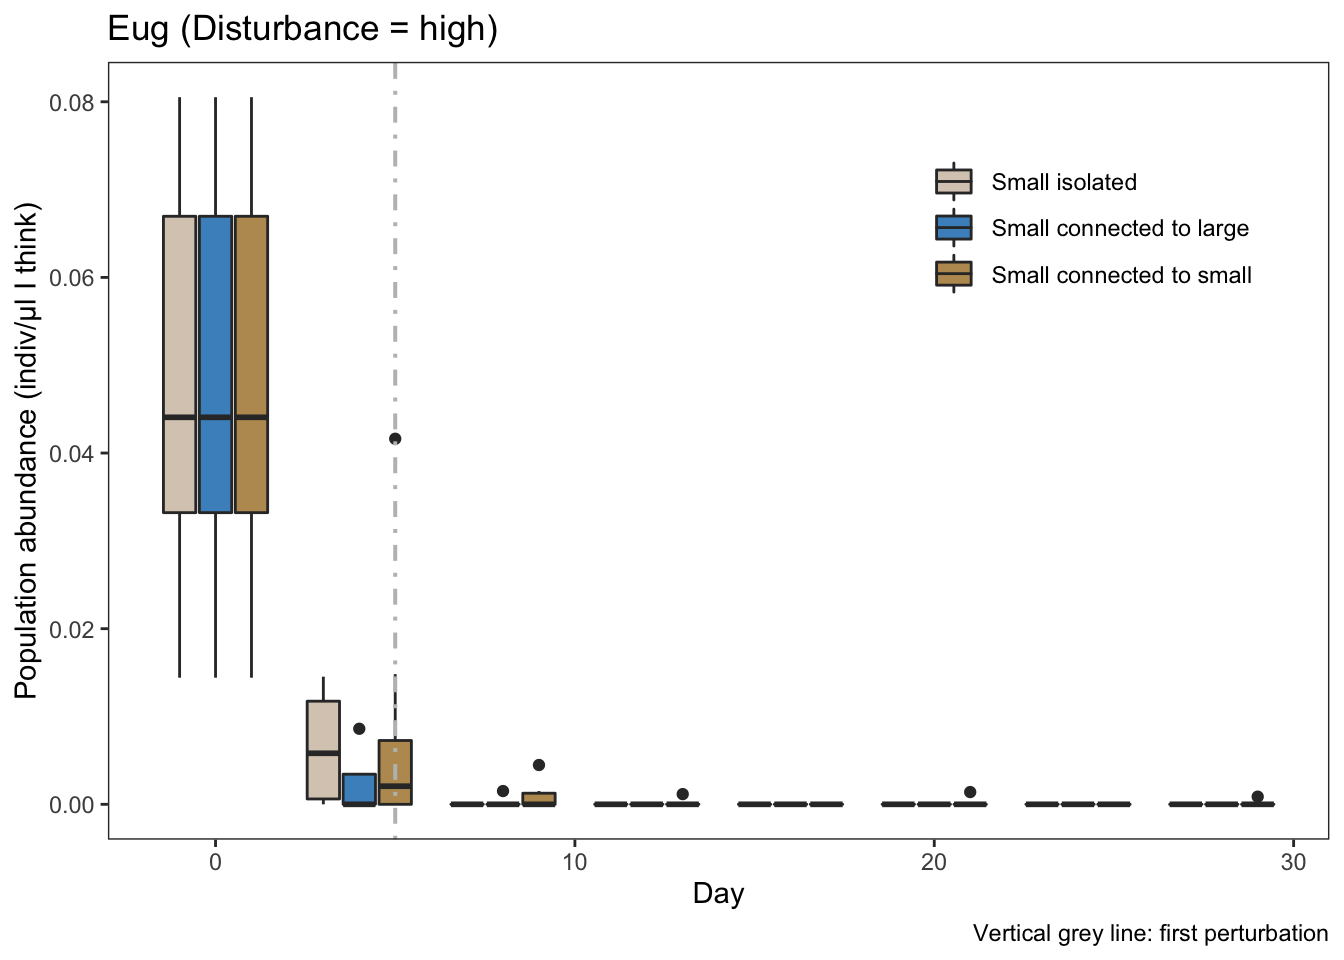 Eug (Disturbance = high)
Population abundance (indiv/µl I think)
0.08
0.06
0.04
0.02
0.00
Small isolated
Small connected to large
Small connected to small
0
10
20
30
Day
Vertical grey line: first perturbation